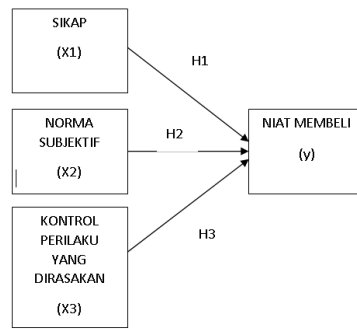 SIKAP
(X1)
H1
NORMA
SUBJEKTIF
(X2)
H2
NIAT MEMBELI
(y)
KONTROL
PERILAKU
YANG
DIRASAKAN
(X3)
H3